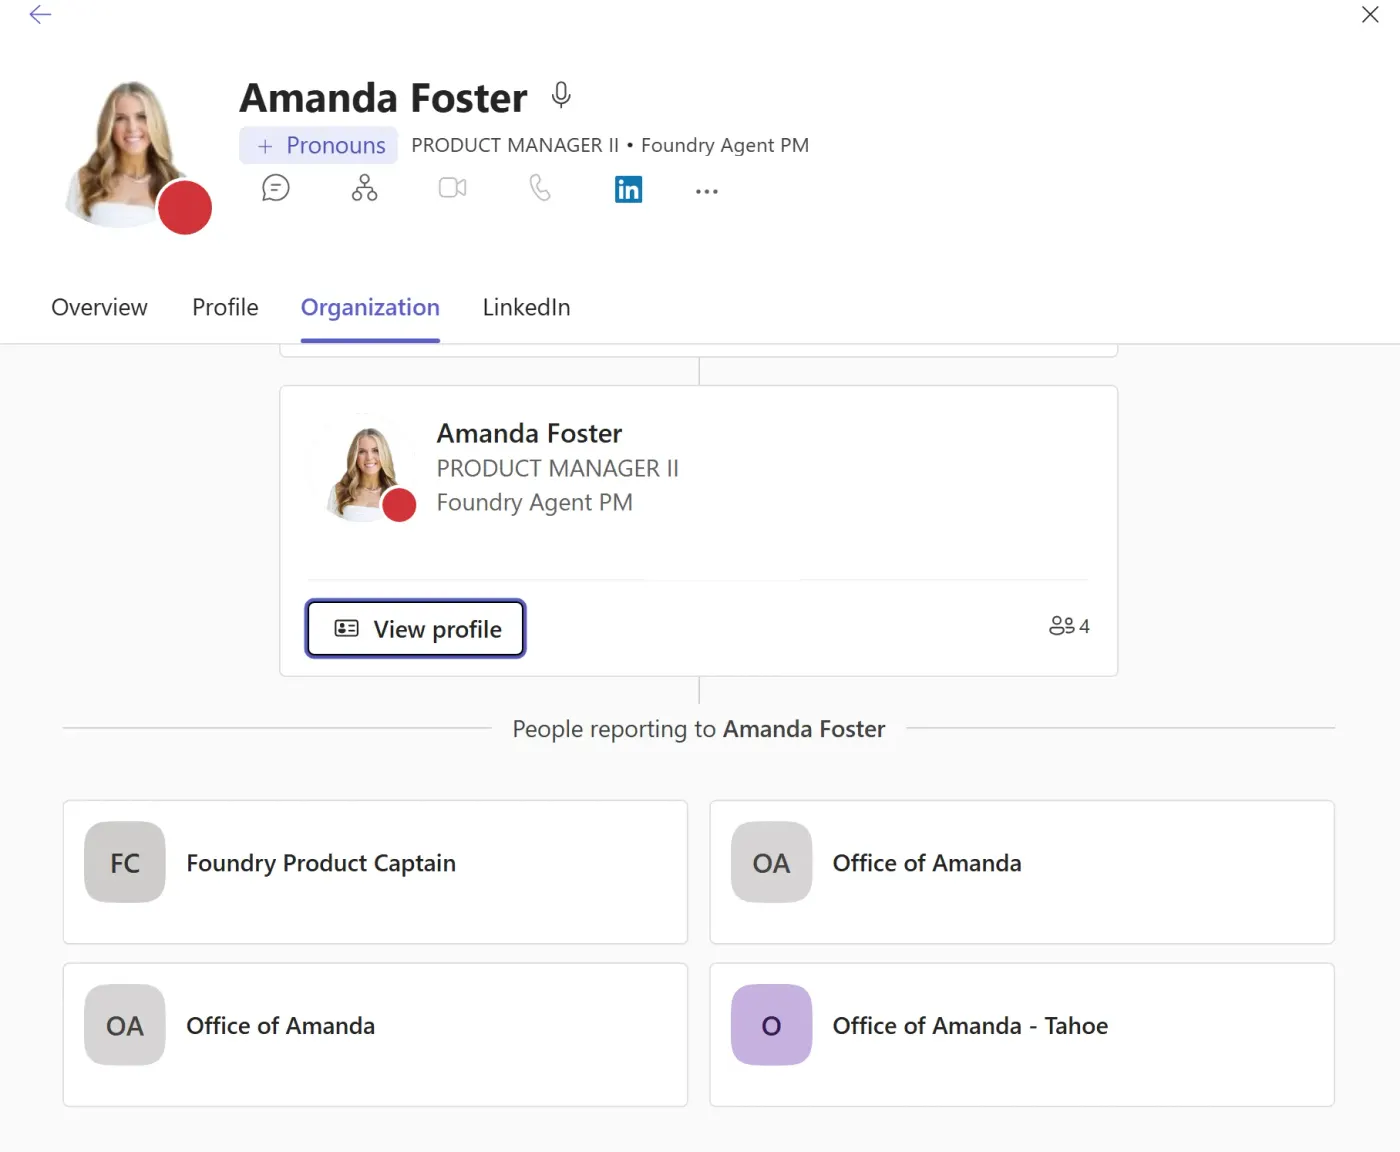 Amanda Foster
+ Pronouns PRODUCT MANAGER II • Foundry Agent PM
in
Overview Profile Organization LinkedIn
Amanda Foster
PRODUCT MANAGER II
Foundry Agent PM
View profile 4
People reporting to Amanda Foster
FC Foundry Product Captain
OA Office of Amanda
OA Office of Amanda
O Office of Amanda - Tahoe